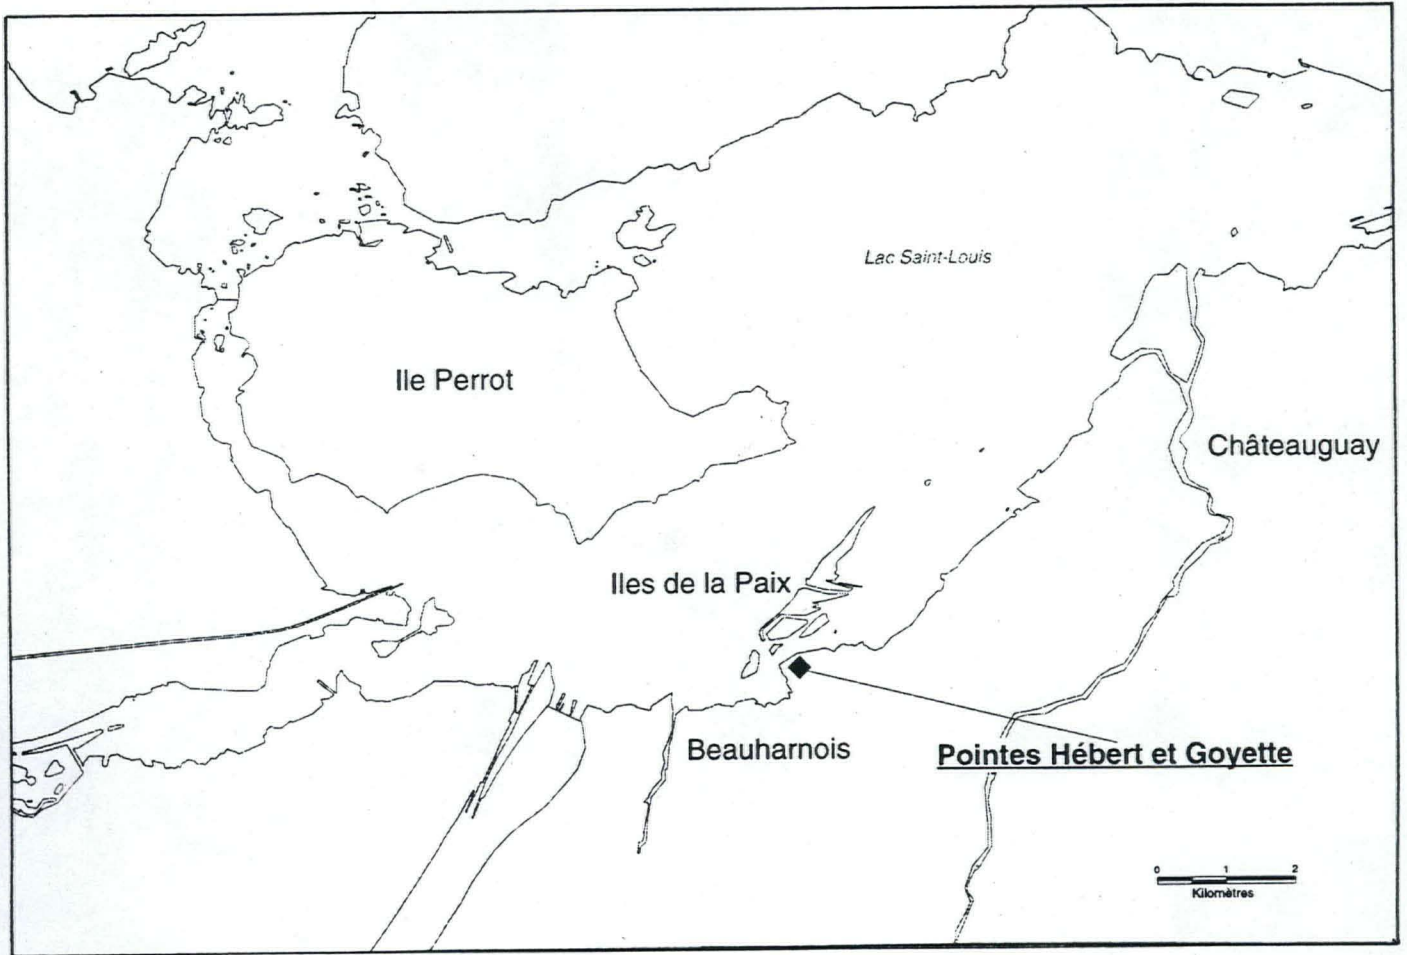 Lac Saint-Louis
Ile Perrot
Châteauguay
Iles de la Paix
Beauharnois
Pointes Hébert et Goyette
0 1 2
Kilomètres